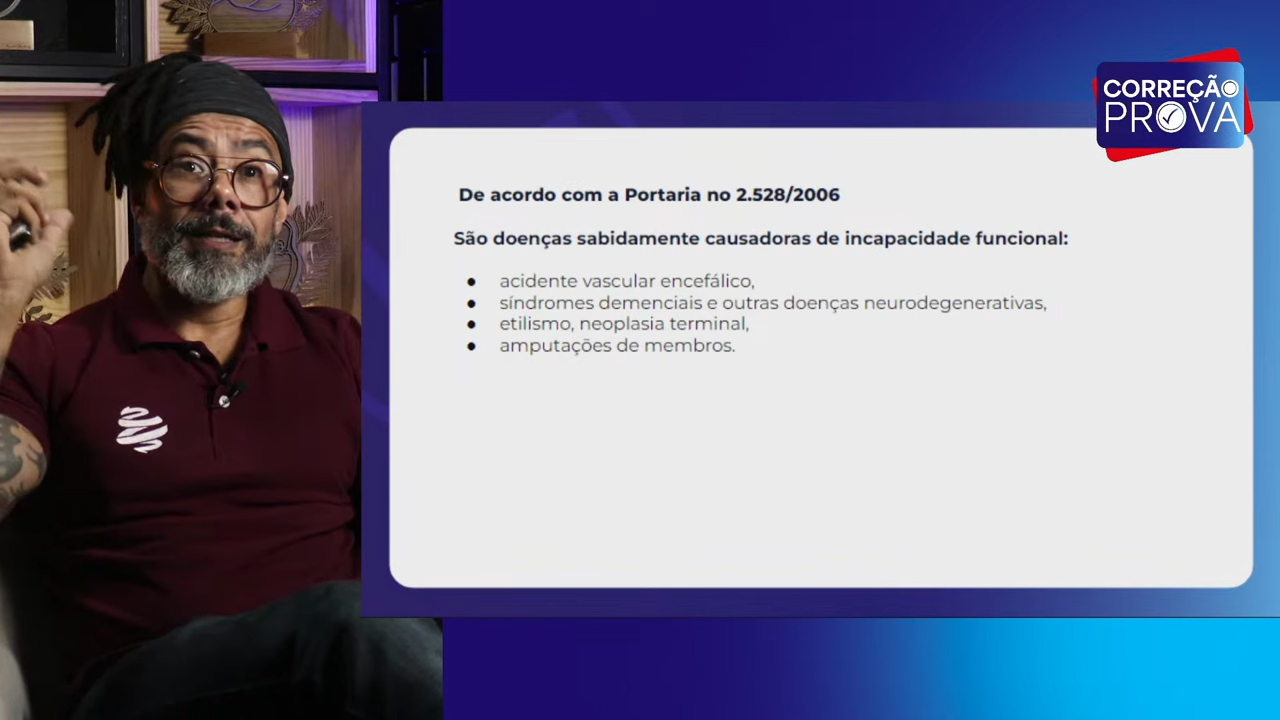 CORREÇÃO
PROVA
De acordo com a Portaria no 2.528/2006
São doenças sabidamente causadoras de incapacidade funcional:
● acidente vascular encefálico,
● síndromes demenciais e outras doenças neurodegenerativas,
● etilismo, neoplasia terminal,
● amputações de membros.